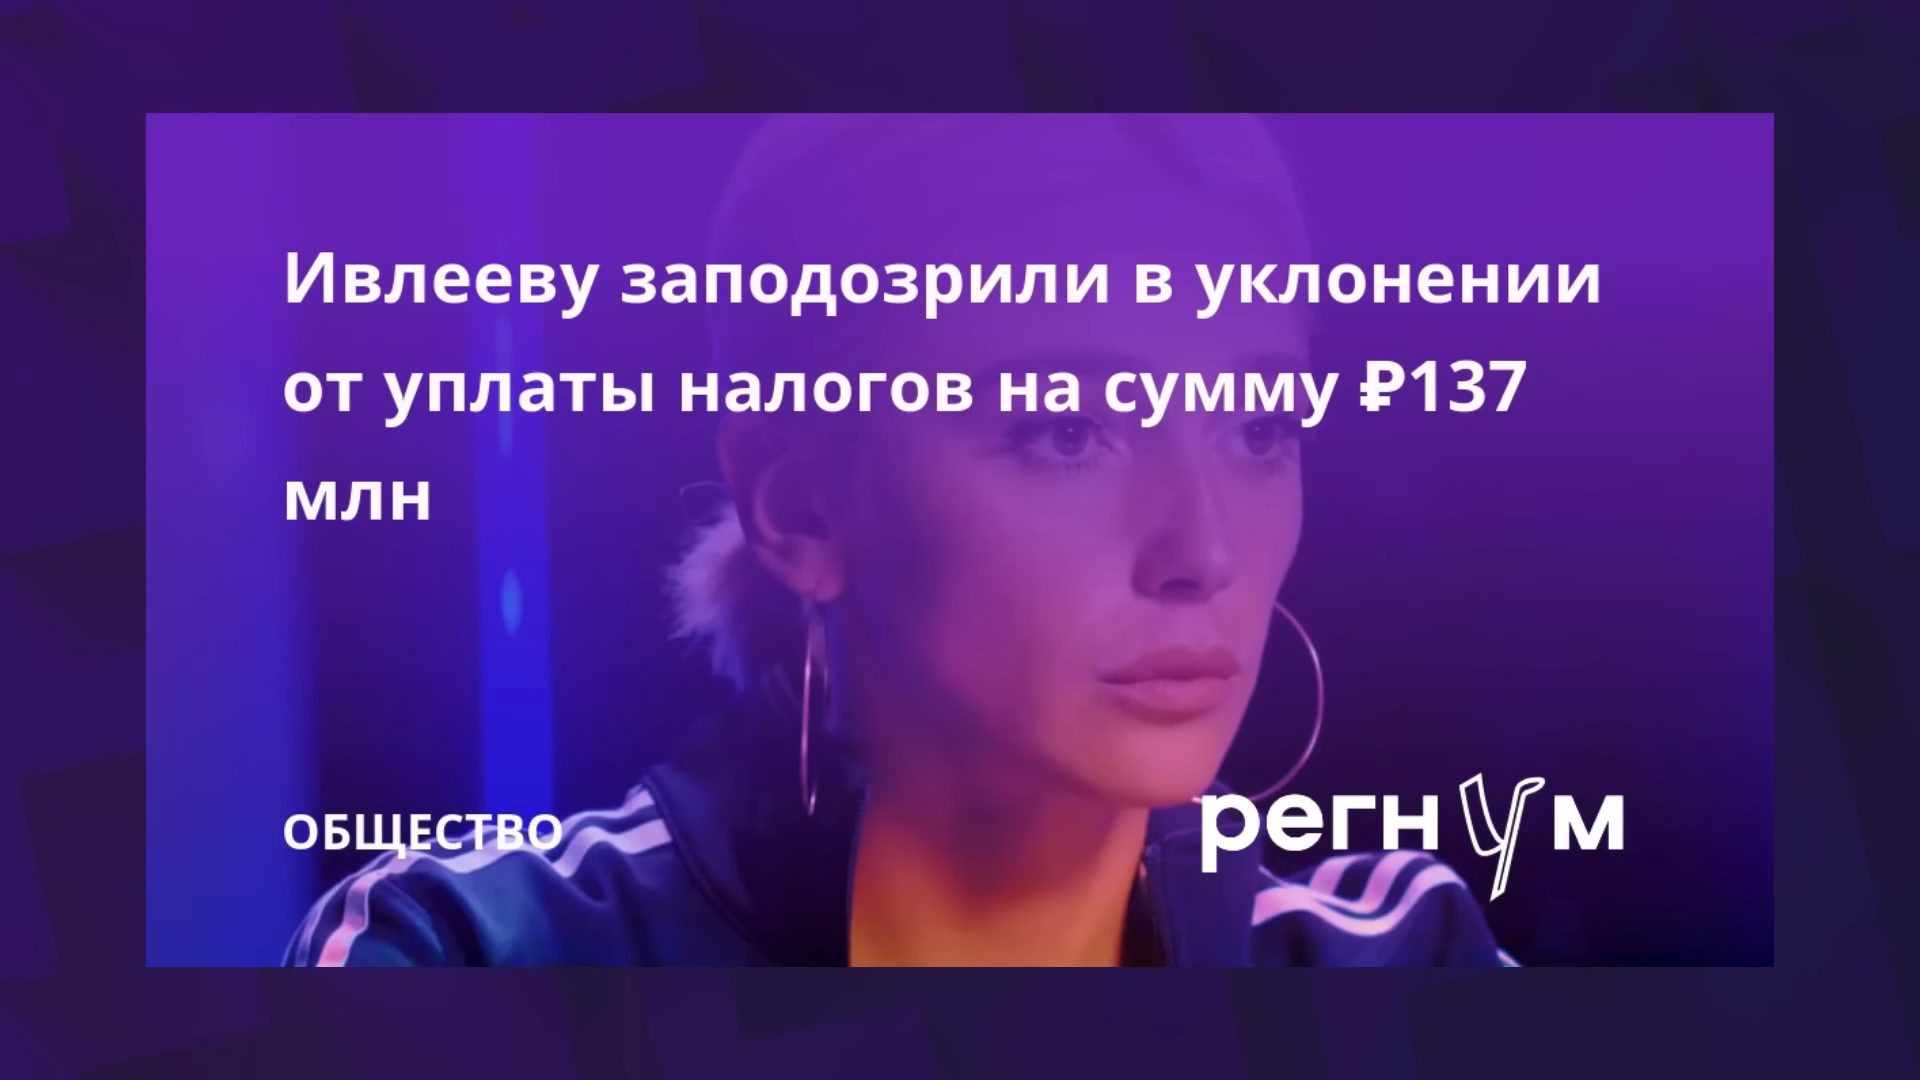 Ивлееву заподозрили в уклонении
от уплаты налогов на сумму ₽137
млн
ОБЩЕСТВО
регнум